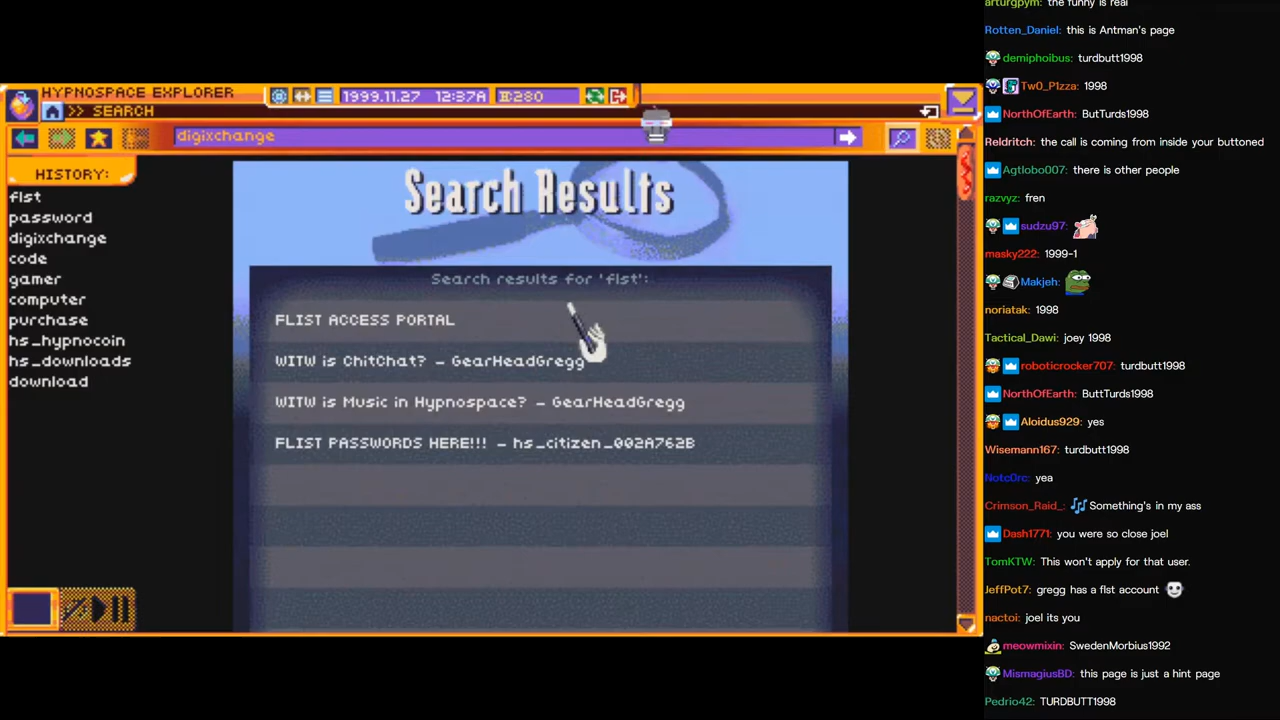 HYPNOSPACE EXPLORER
1999.11.27 12:37A
280
>> SEARCH
digixchange
HISTORY:
flst
password
digixchange
code
gamer
computer
purchase
hs_hypnocoin
hs_downloads
download
Search Results
Search results for 'flst':
FLIST ACCESS PORTAL
WITW is ChitChat? - GearHeadGregg
WITW is Music in Hypnospace? - GearHeadGregg
FLIST PASSWORDS HERE!!! - hs_citizen_002A762B
arturgpym: the funny is real
Rotten_Daniel: this is Antman's page
demiphoibus: turdbutt1998
Tw0_P1zza: 1998
NorthOfEarth: ButTurds1998
Reldritch: the call is coming from inside your buttoned
Agtlobo007: there is other people
razvyz: fren
sudzu97:
masky222: 1999-1
Makjeh:
noriatak: 1998
Tactical_Dawi: joey 1998
roboticrocker707: turdbutt1998
NorthOfEarth: ButtTurds1998
Aloidus929: yes
Wisemann167: turdbutt1998
NotcDrc: yea
Crimson_Raid_: 🎶Something's in my ass
Dash1771: you were so close joel
TomKTW: This won't apply for that user.
JeffPot7: gregg has a flst account
nactoi: joel its you
meowmixin: SwedenMorbius1992
MismagiusBD: this page is just a hint page
Pedrio42: TURDBUTT1998